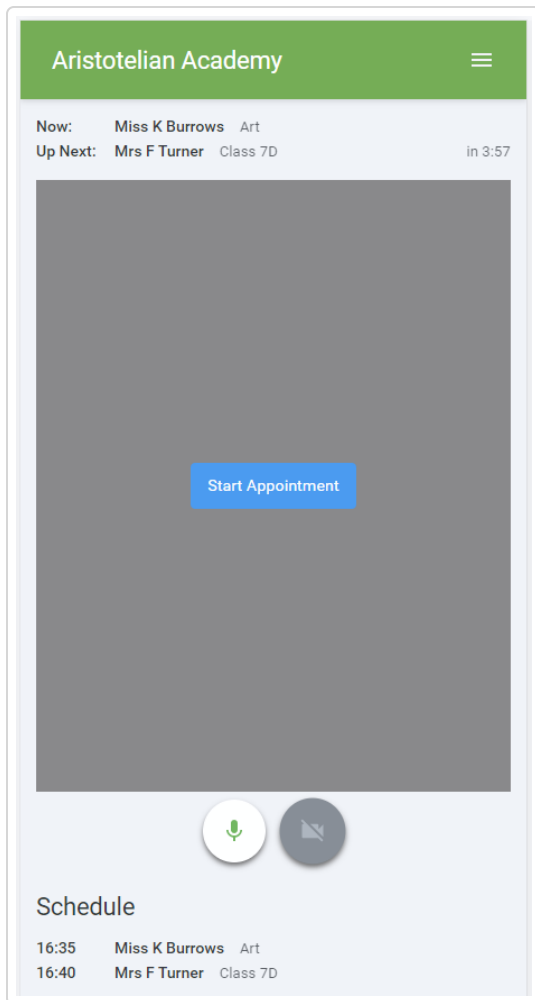 Aristotelian Academy
Now: Miss K Burrows Art
Up Next: Mrs F Turner Class 7D in 3:57
Start Appointment
Schedule
16:35 Miss K Burrows Art
16:40 Mrs F Turner Class 7D